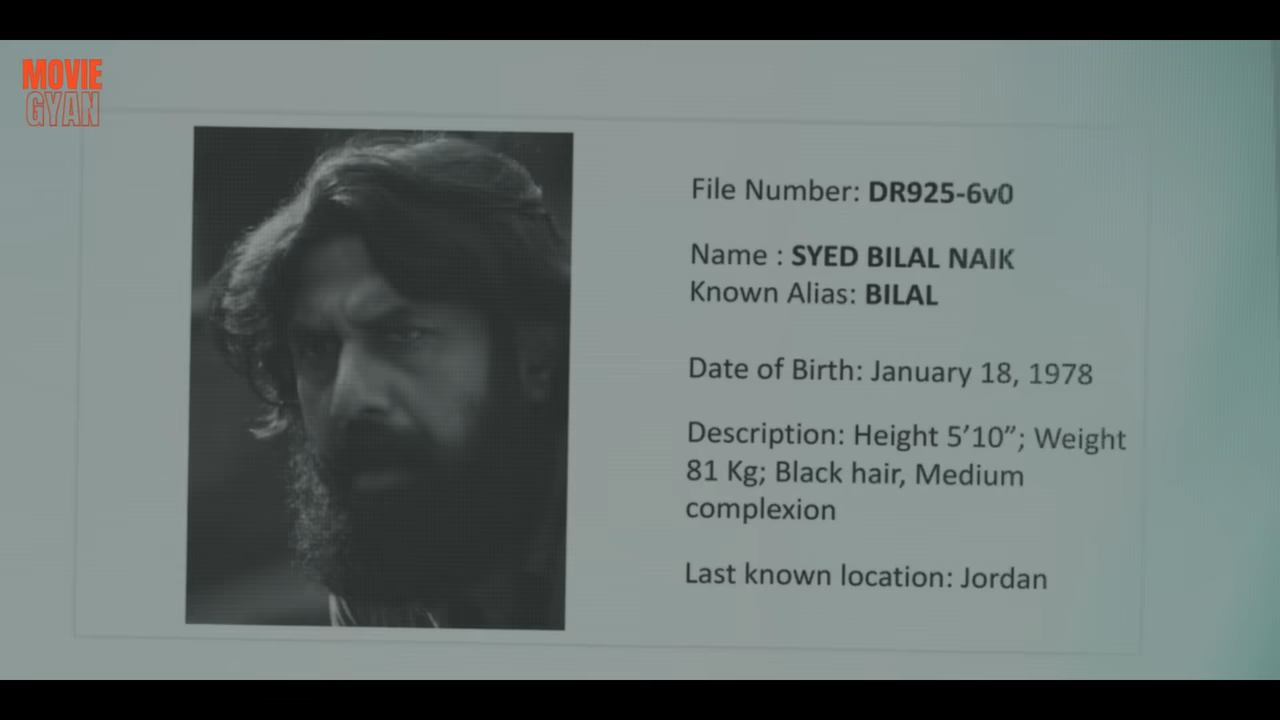 MOVIE
GYAN
File Number: DR925-6v0
Name : SYED BILAL NAIK
Known Alias: BILAL
Date of Birth: January 18, 1978
Description: Height 5’10”; Weight
81 Kg; Black hair, Medium
complexion
Last known location: Jordan